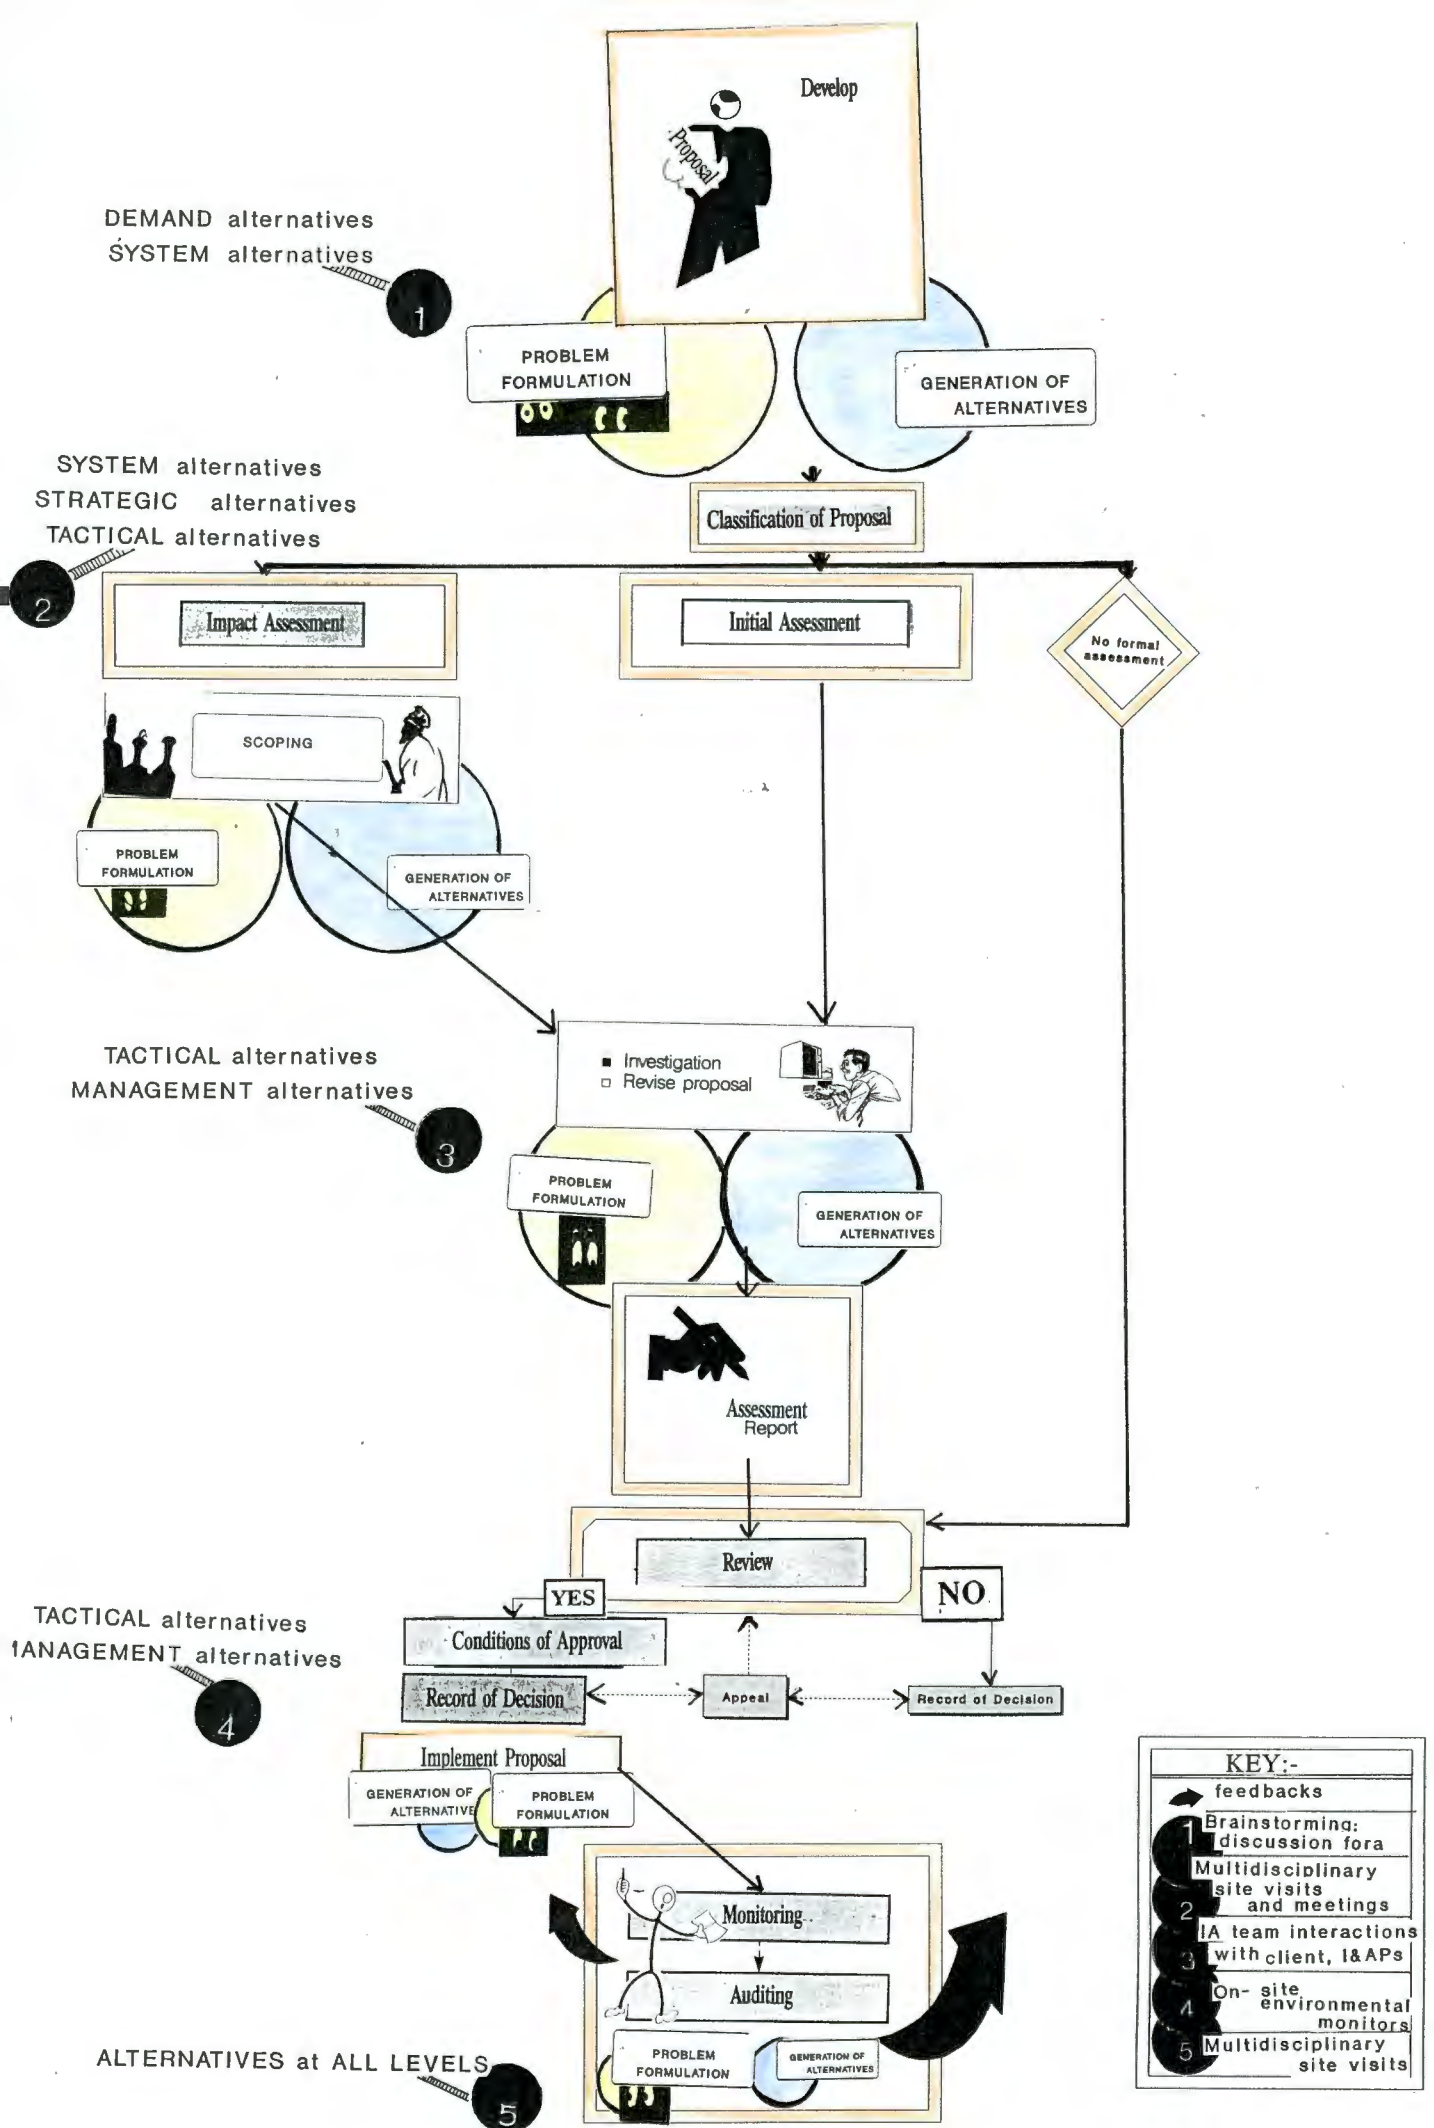 Develop
Proposal
DEMAND alternatives
SYSTEM alternatives
1
PROBLEM
FORMULATION
GENERATION OF
ALTERNATIVES
SYSTEM alternatives
STRATEGIC alternatives
TACTICAL alternatives
2
Classification of Proposal
Impact Assessment
Initial Assessment
No formal
assessment
SCOPING
PROBLEM
FORMULATION
GENERATION OF
ALTERNATIVES
TACTICAL alternatives
MANAGEMENT alternatives
3
Investigation
Revise proposal
PROBLEM
FORMULATION
GENERATION OF
ALTERNATIVES
Assessment
Report
Review
YES
NO
TACTICAL alternatives
IANAGEMENT alternatives
4
Conditions of Approval
Record of Decision
Appeal
Record of Decision
Implement Proposal
GENERATION OF
ALTERNATIVE
PROBLEM
FORMULATION
Monitoring
Auditing
PROBLEM
FORMULATION
GENERATION OF
ALTERNATIVES
ALTERNATIVES at ALL LEVELS
5
KEY:-
feedbacks
1 Brainstorming:
discussion fora
2 Multidisciplinary
site visits
and meetings
3 IA team interactions
with client, I&APs
4 On- site
environmental
monitors
5 Multidisciplinary
site visits